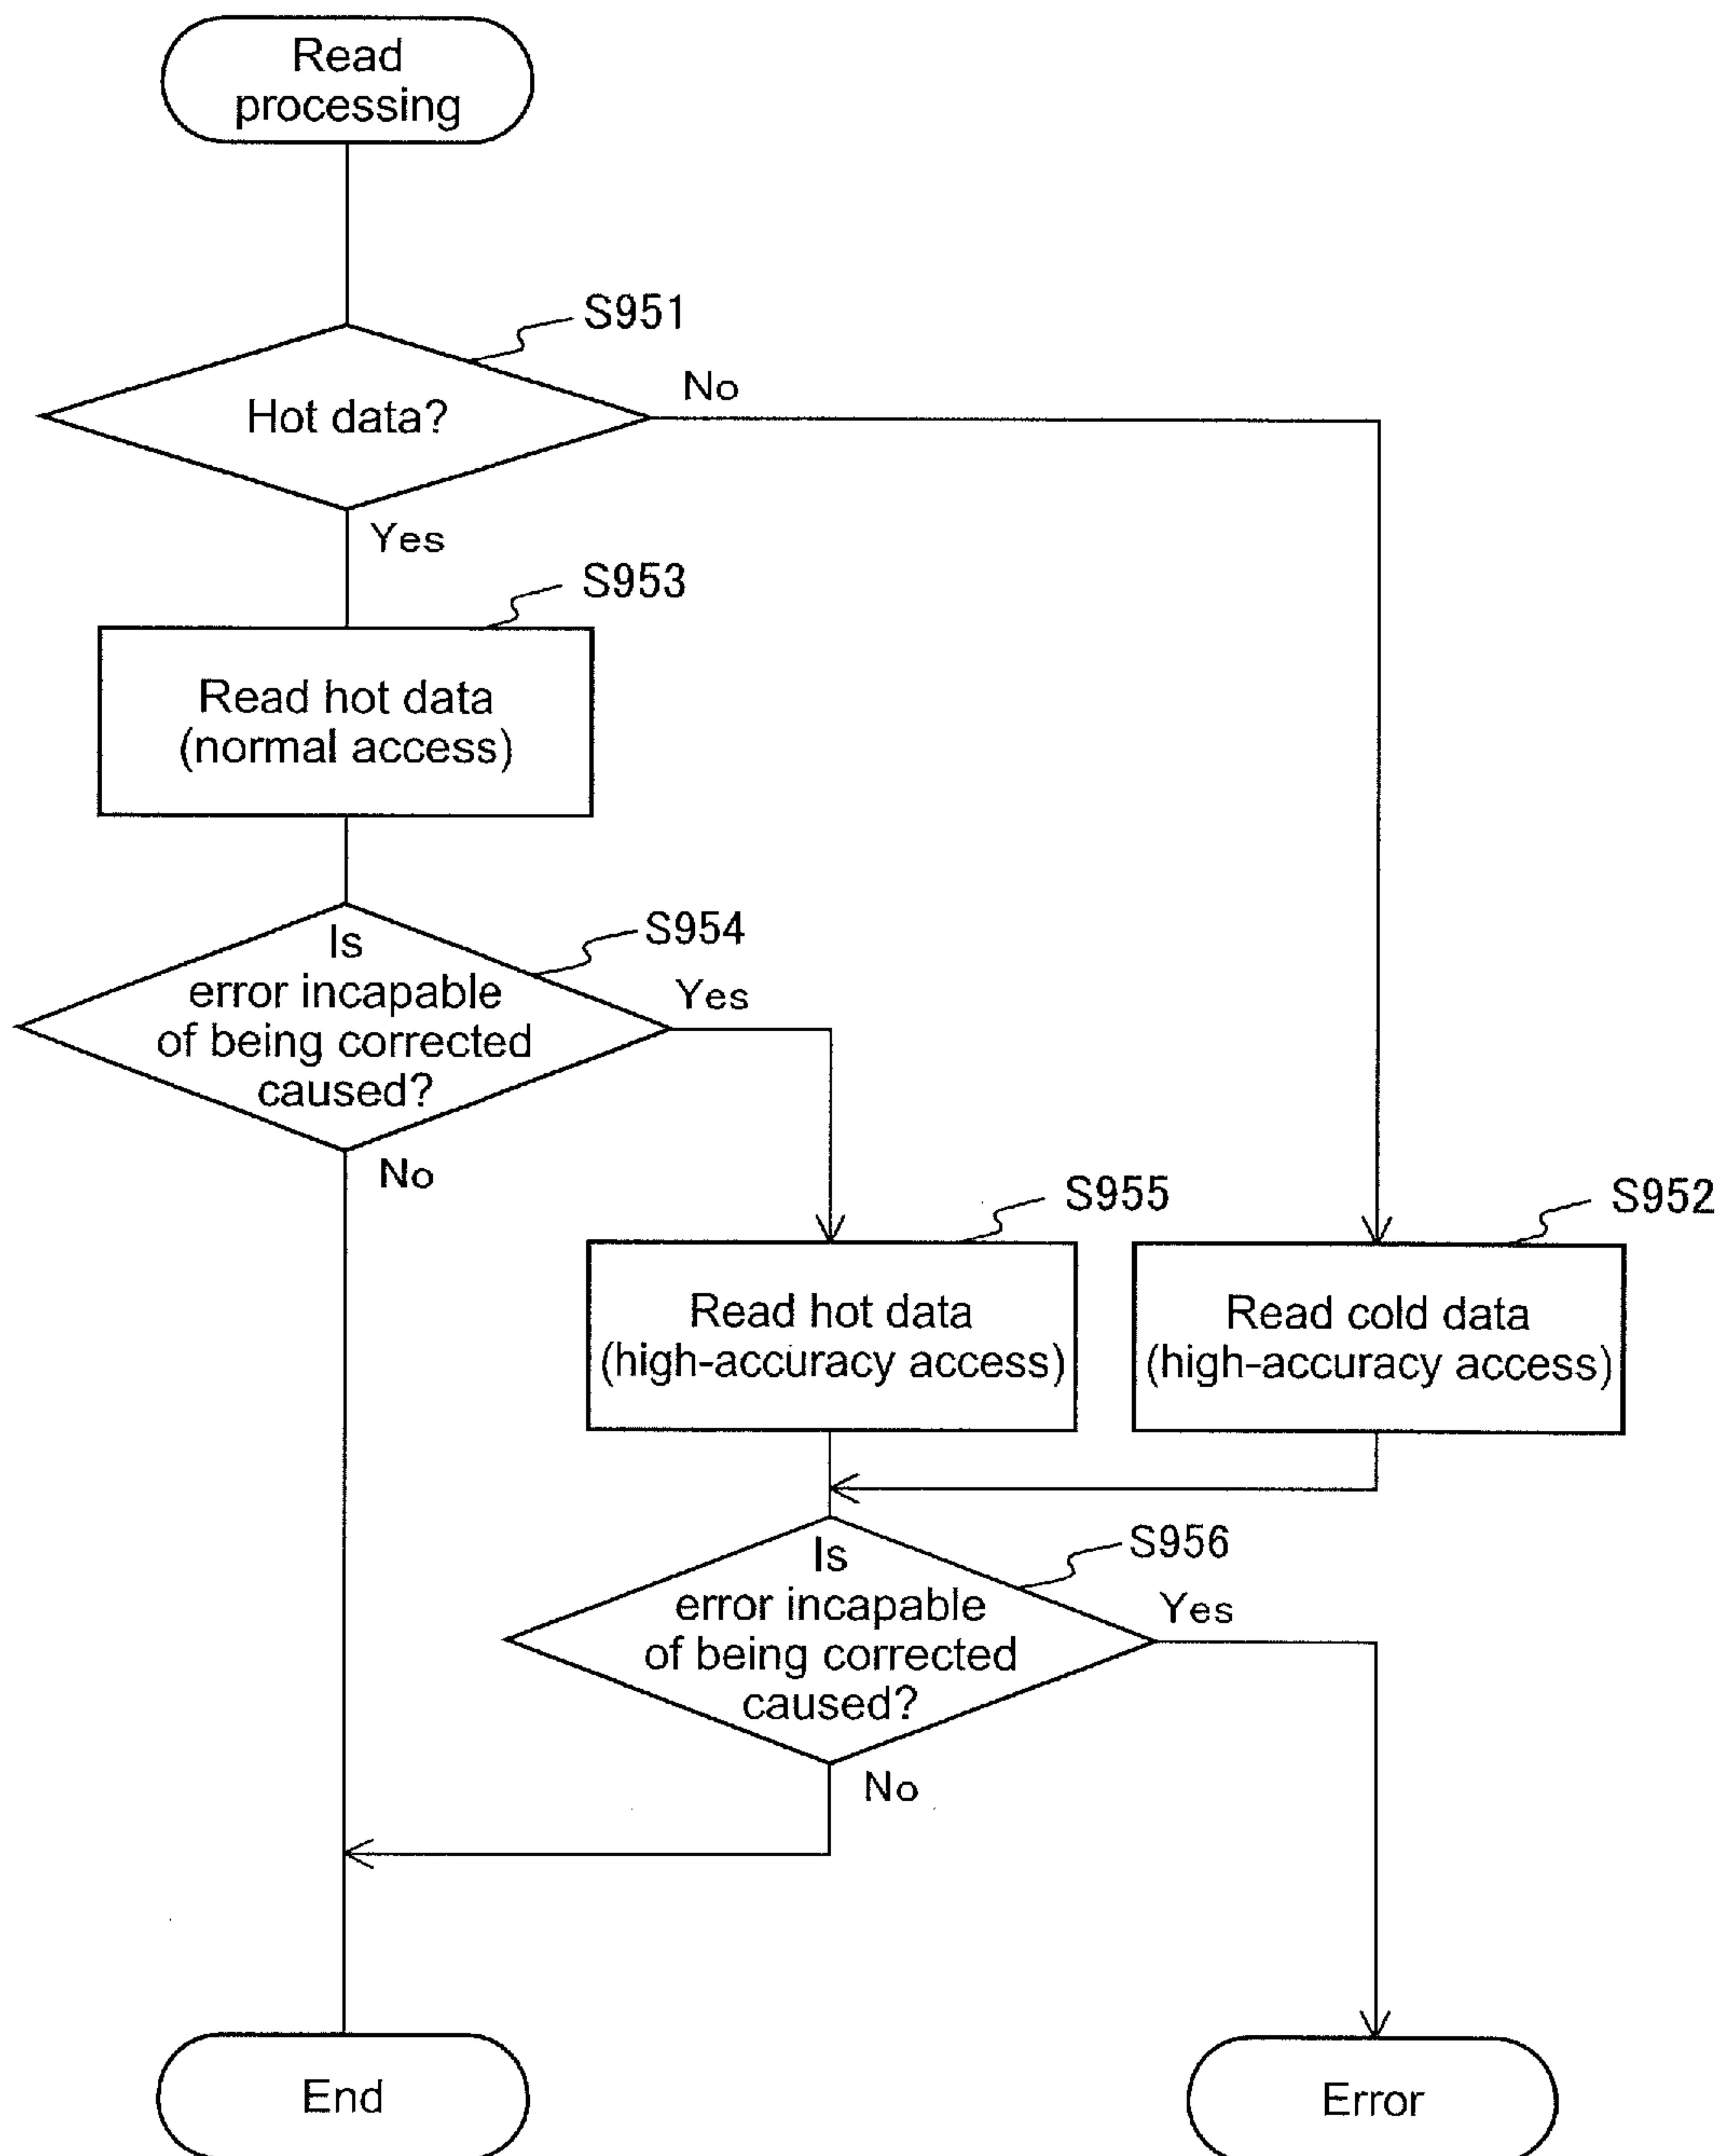 Read
processing
S951
No
Hot data?
Yes
S953
Read hot data
(normal access)
S954
Is
error incapable
of being corrected
caused?
Yes
No
S955
S952
Read hot data
(high-accuracy access)
Read cold data
(high-accuracy access)
S956
Is
error incapable
of being corrected
caused?
Yes
No
End
Error